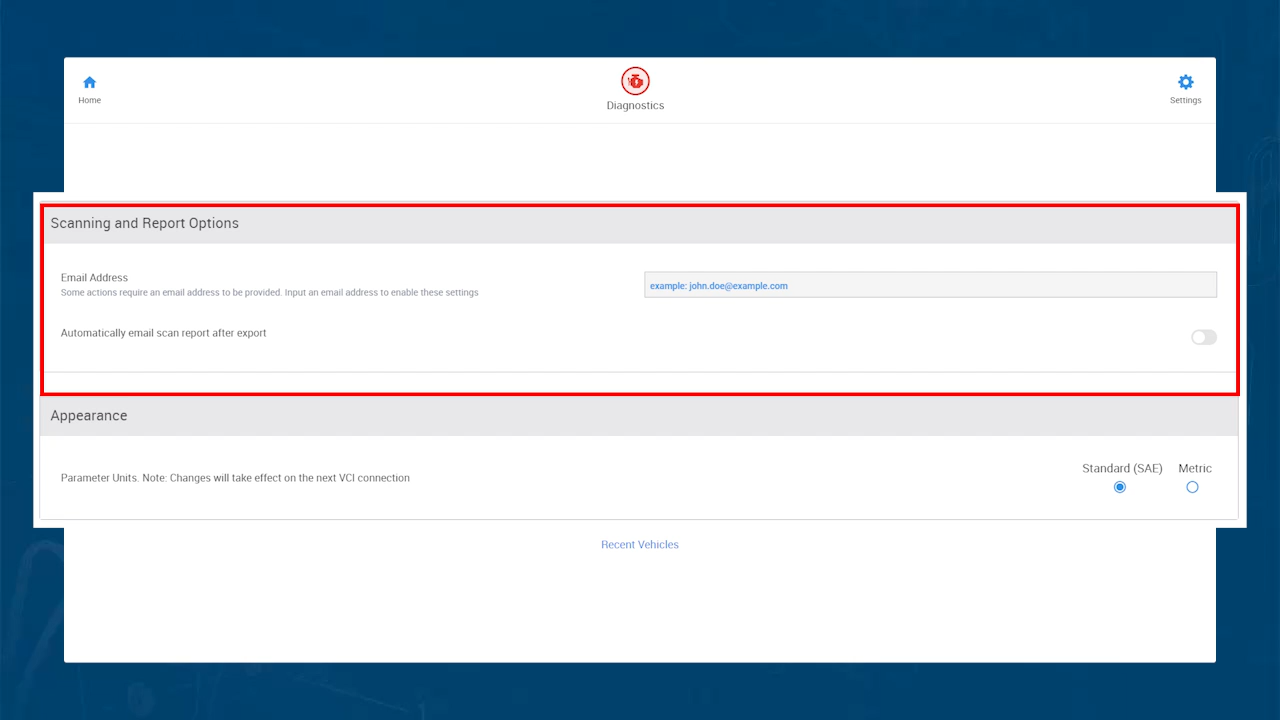 Home
Diagnostics
Settings
Scanning and Report Options
Email Address
Some actions require an email address to be provided. Input an email address to enable these settings
example: john.doe@example.com
Automatically email scan report after export
Appearance
Parameter Units. Note: Changes will take effect on the next VCI connection
Standard (SAE)
Metric
Recent Vehicles